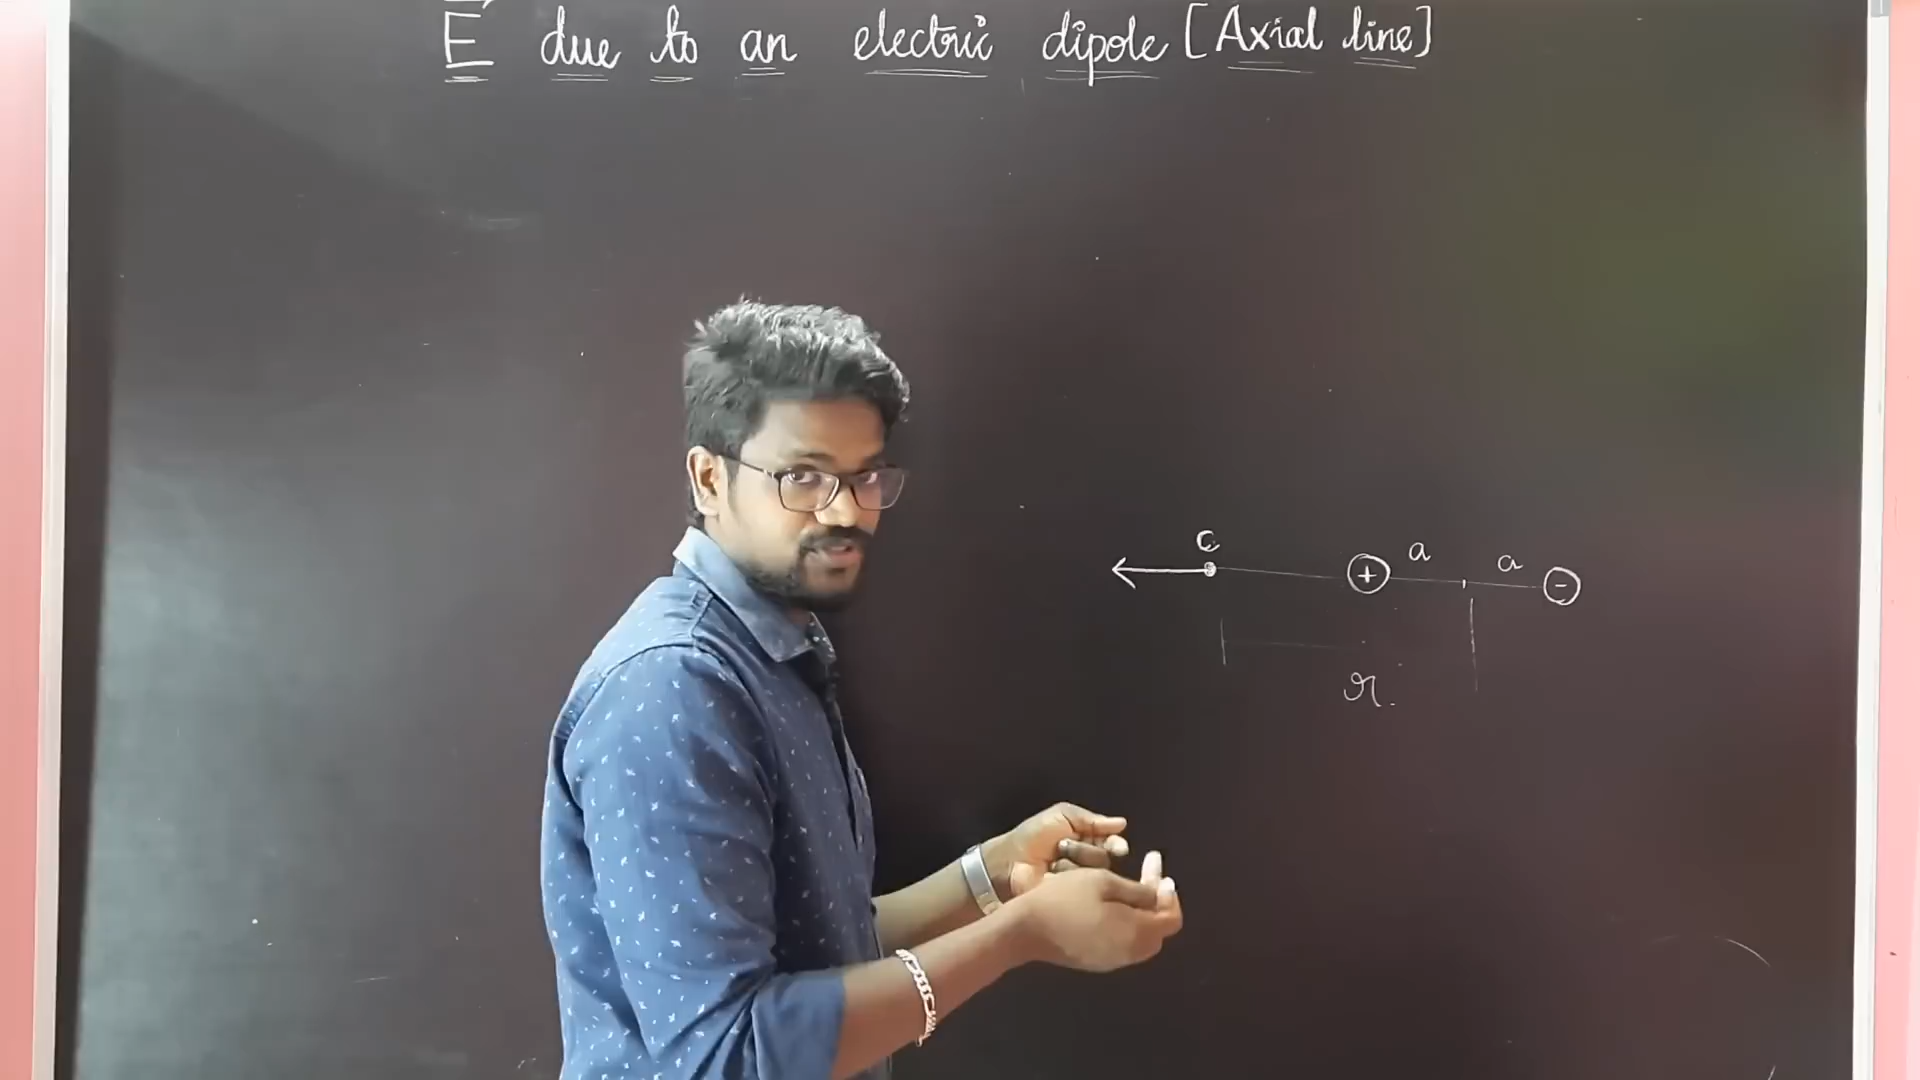 E⃗ due to an electric dipole [Axial line]
C
a a
+ -
r